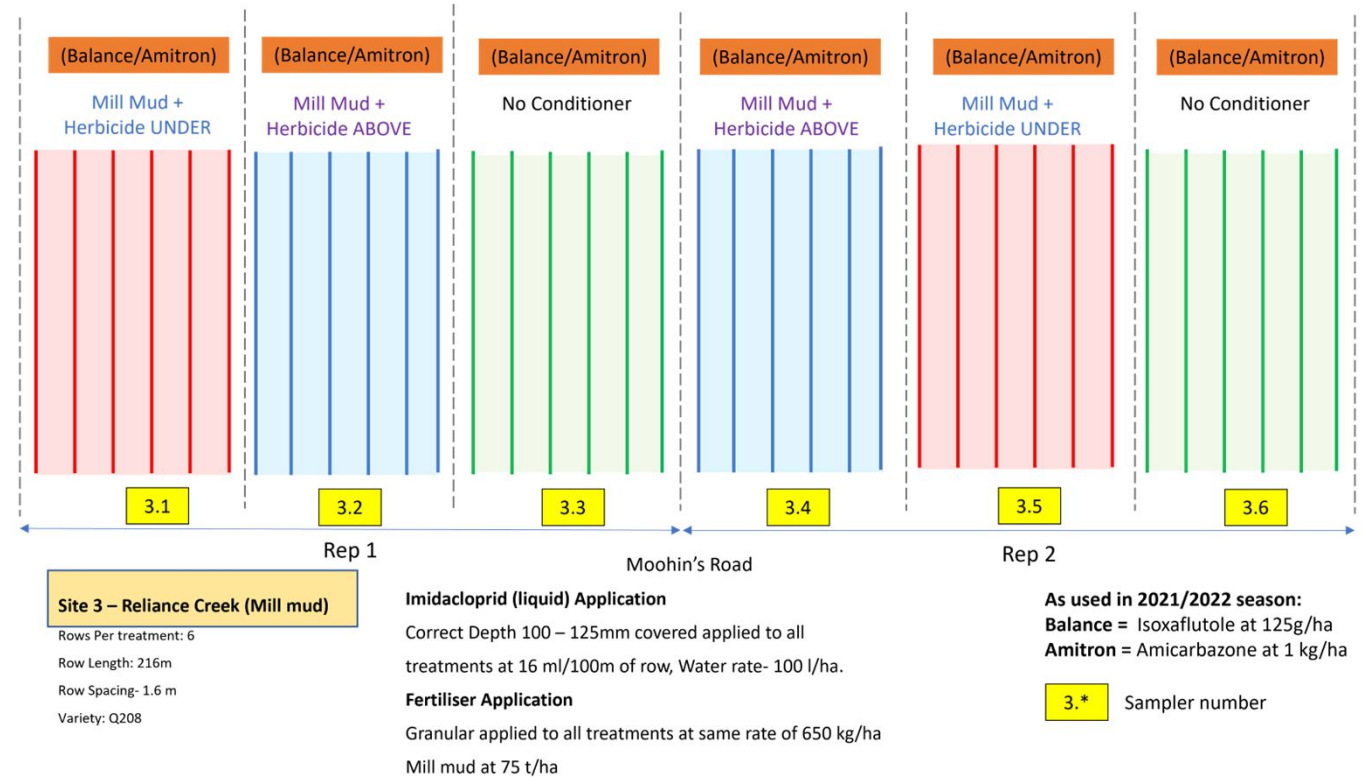 (Balance/Amitron)
(Balance/Amitron)
(Balance/Amitron)
(Balance/Amitron)
(Balance/Amitron)
(Balance/Amitron)
Mill Mud +
Herbicide UNDER
Mill Mud +
Herbicide ABOVE
No Conditioner
Mill Mud +
Herbicide ABOVE
Mill Mud +
Herbicide UNDER
No Conditioner
3.1
3.2
3.3
3.4
3.5
3.6
Rep 1
Rep 2
Moohin’s Road
Site 3 – Reliance Creek (Mill mud)
Rows Per treatment: 6
Row Length: 216m
Row Spacing- 1.6 m
Variety: Q208
Imidacloprid (liquid) Application
Correct Depth 100 – 125mm covered applied to all
treatments at 16 ml/100m of row, Water rate- 100 l/ha.
Fertiliser Application
Granular applied to all treatments at same rate of 650 kg/ha
Mill mud at 75 t/ha
As used in 2021/2022 season:
Balance = Isoxaflutole at 125g/ha
Amitron = Amicarbazone at 1 kg/ha
3.* Sampler number